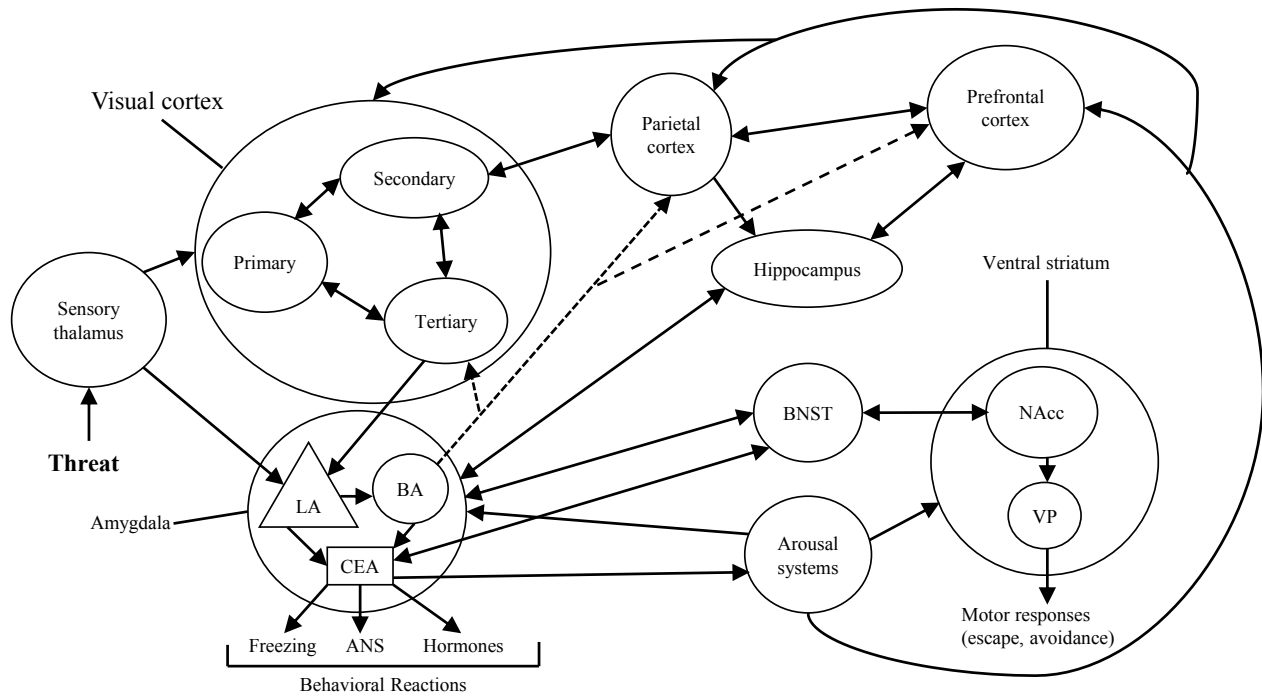 Visual cortex
Parietal
cortex
Prefrontal
cortex
Secondary
Primary
Tertiary
Hippocampus
Ventral striatum
Sensory
thalamus
BNST
NAcc
Threat
LA
BA
VP
Amygdala
CEA
Arousal
systems
Motor responses
(escape, avoidance)
Freezing
ANS
Hormones
Behavioral Reactions